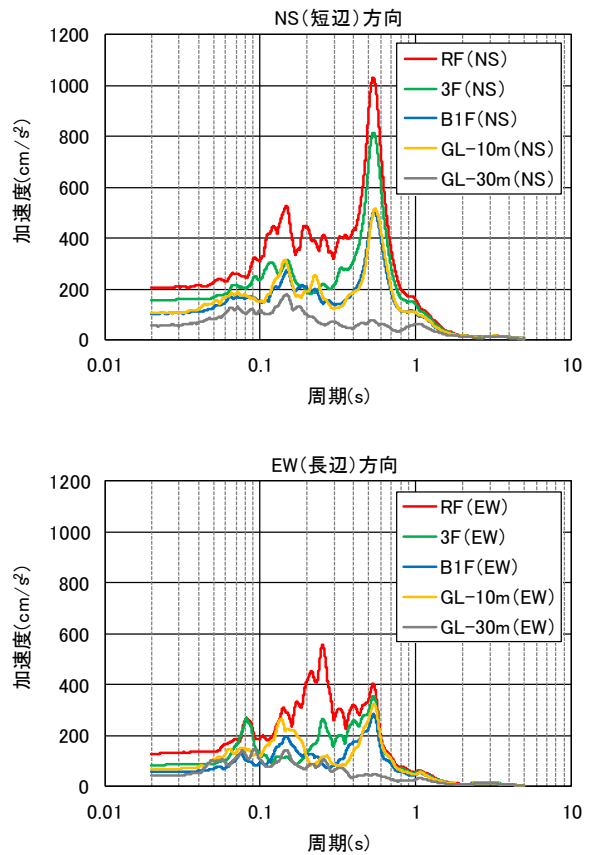 NS(短辺)方向
1200
1000
800
600
400
200
0
加速度(cm/s²)
RF(NS)
3F(NS)
B1F(NS)
GL-10m(NS)
GL-30m(NS)
0.01
0.1
1
10
周期(s)
EW(長辺)方向
1200
1000
800
600
400
200
0
加速度(cm/s²)
RF(EW)
3F(EW)
B1F(EW)
GL-10m(EW)
GL-30m(EW)
0.01
0.1
1
10
周期(s)